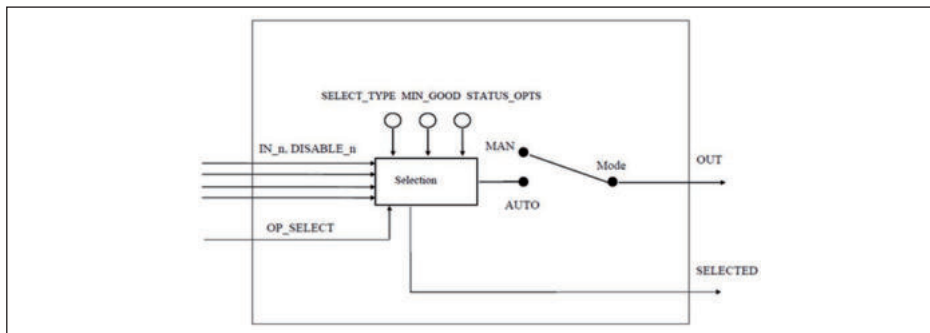 SELECT_TYPE MIN_GOOD STATUS_OPTS
IN_n, DISABLE_n
MAN
Mode
OUT
Selection
AUTO
OP_SELECT
SELECTED